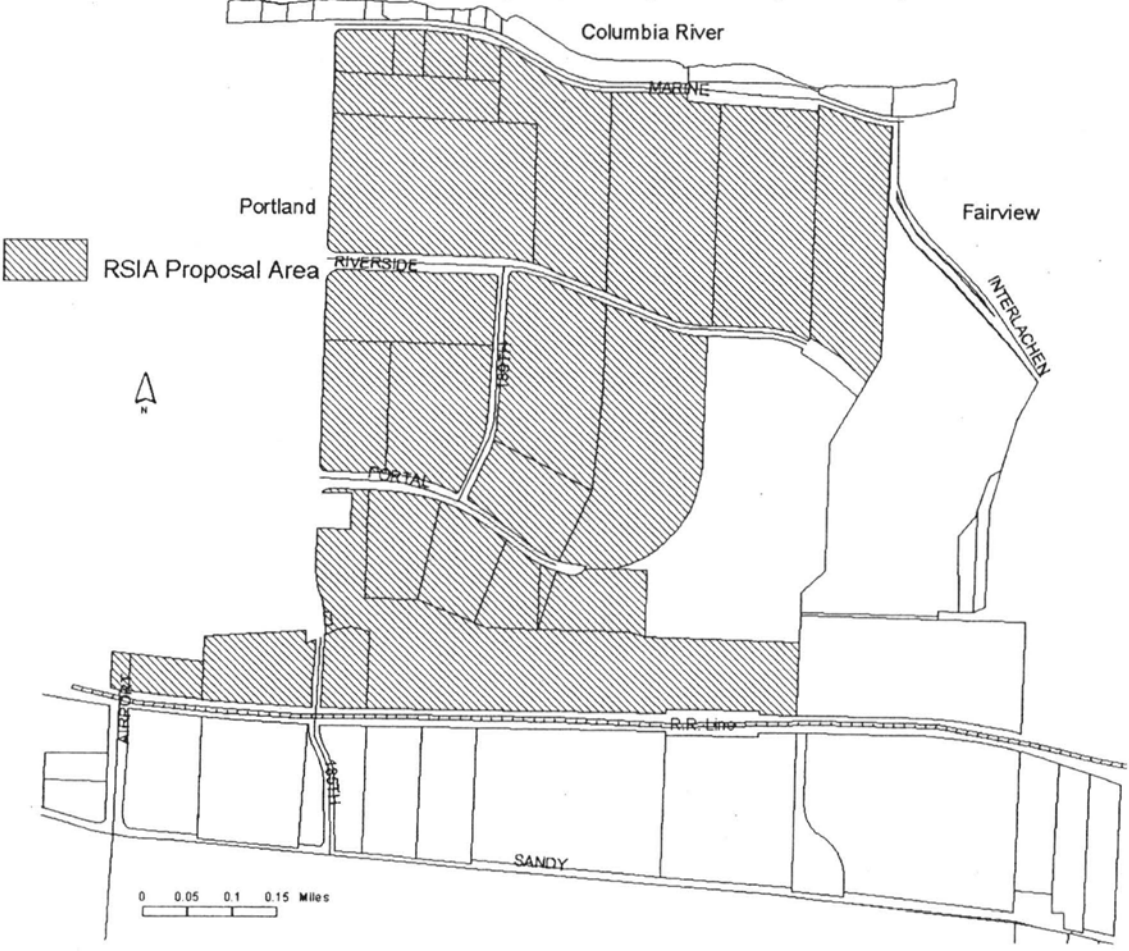 Columbia River
MARINE
Portland
Fairview
RSIA Proposal Area
RIVERSIDE
INTERLACHEN
N
189TH
PORTAL
AIRPORT
R.R. Line
185TH
SANDY
0 0.05 0.1 0.15 Miles